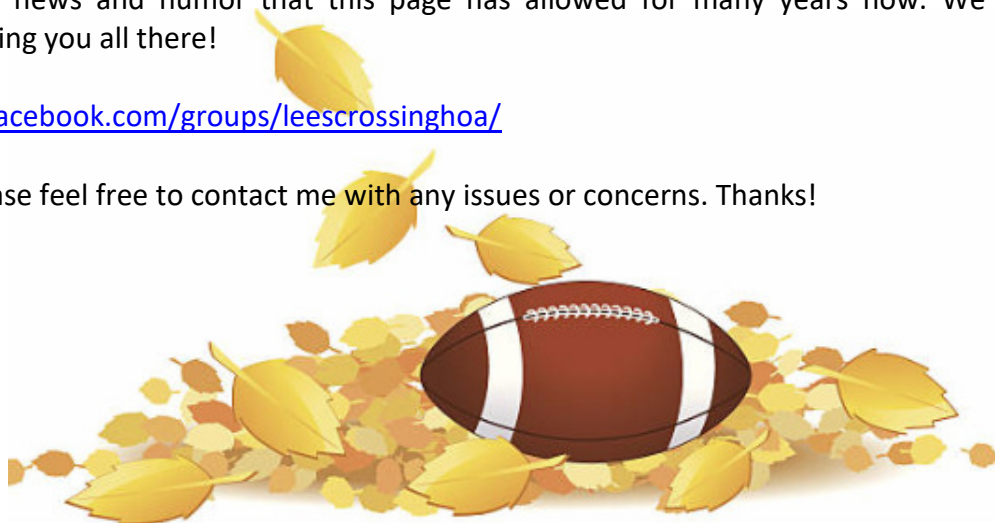 news and humor that this page has allowed for many years now. We
ing you all there!
acebook.com/groups/leescrossinghoa/
ase feel free to contact me with any issues or concerns. Thanks!